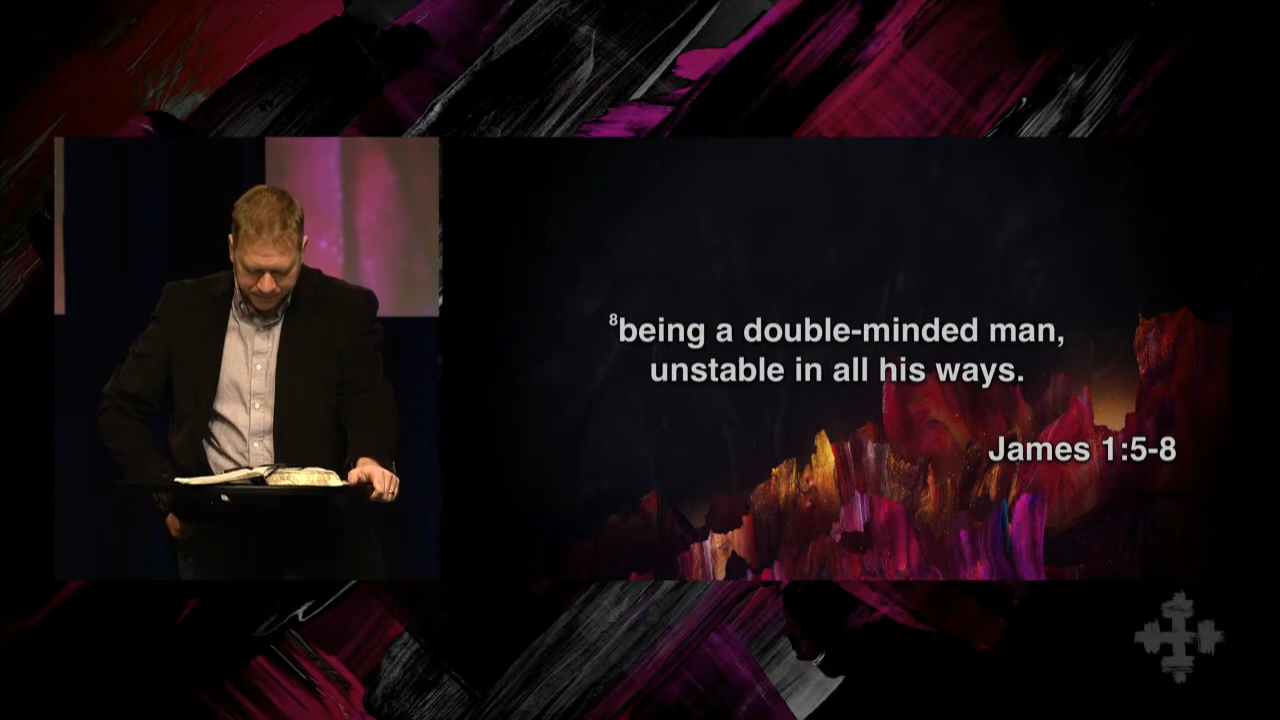 ⁸being a double-minded man,
unstable in all his ways.
James 1:5-8